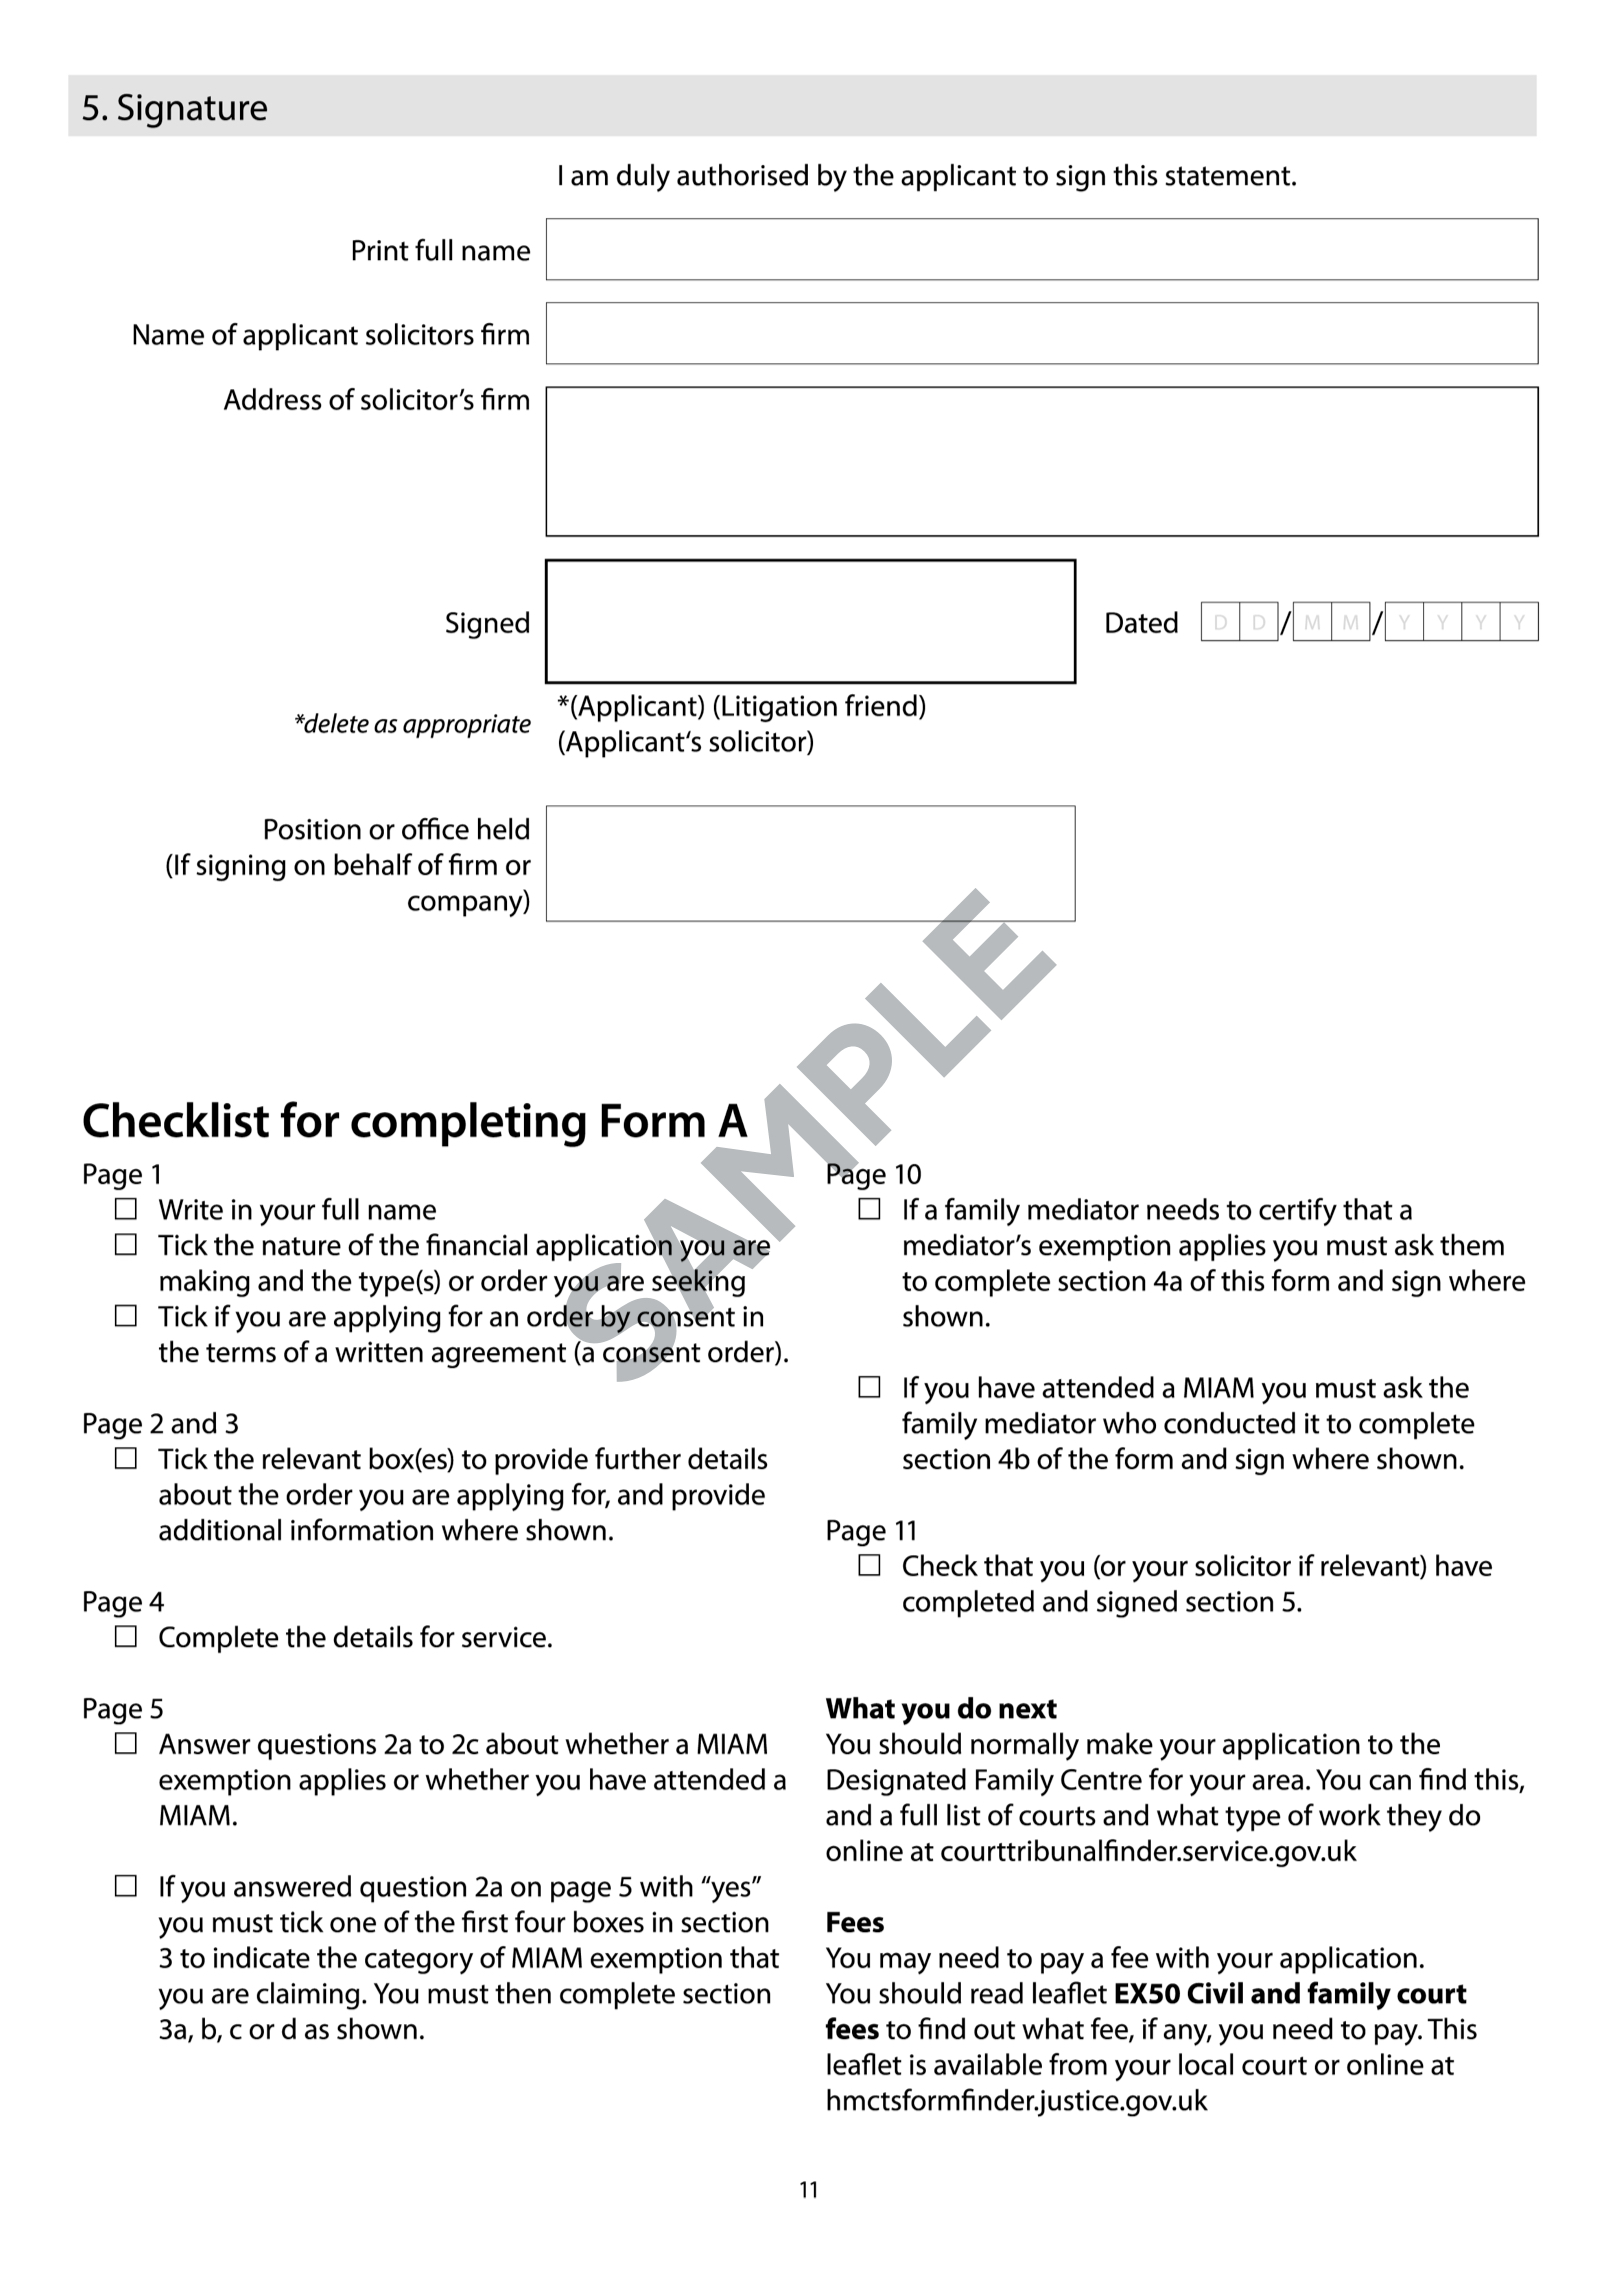 5. Signature
I am duly authorised by the applicant to sign this statement.
Print full name
Name of applicant solicitors firm
Address of solicitor’s firm
Signed
Dated D D / M M / Y Y Y Y
*delete as appropriate
*(Applicant) (Litigation friend)
(Applicant‘s solicitor)
Position or office held
(If signing on behalf of firm or
company)
SAMPLE
Checklist for completing Form A
Page 1
Write in your full name
Tick the nature of the financial application you are
making and the type(s) or order you are seeking
Tick if you are applying for an order by consent in
the terms of a written agreement (a consent order).
Page 2 and 3
Tick the relevant box(es) to provide further details
about the order you are applying for, and provide
additional information where shown.
Page 4
Complete the details for service.
Page 5
Answer questions 2a to 2c about whether a MIAM
exemption applies or whether you have attended a
MIAM.
If you answered question 2a on page 5 with “yes”
you must tick one of the first four boxes in section
3 to indicate the category of MIAM exemption that
you are claiming. You must then complete section
3a, b, c or d as shown.
Page 10
If a family mediator needs to certify that a
mediator’s exemption applies you must ask them
to complete section 4a of this form and sign where
shown.
If you have attended a MIAM you must ask the
family mediator who conducted it to complete
section 4b of the form and sign where shown.
Page 11
Check that you (or your solicitor if relevant) have
completed and signed section 5.
What you do next
You should normally make your application to the
Designated Family Centre for your area. You can find this,
and a full list of courts and what type of work they do
online at courttribunalfinder.service.gov.uk
Fees
You may need to pay a fee with your application.
You should read leaflet EX50 Civil and family court
fees to find out what fee, if any, you need to pay. This
leaflet is available from your local court or online at
hmctsformfinder.justice.gov.uk
11